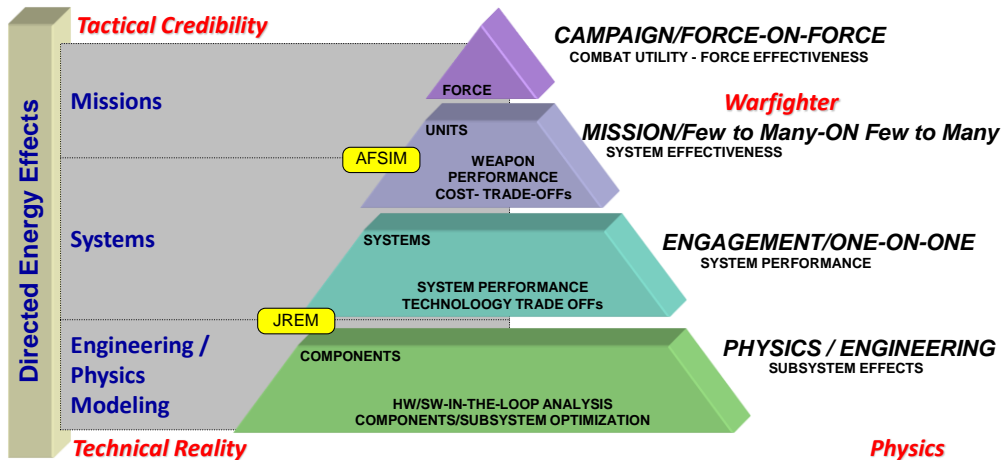 Tactical Credibility
Directed Energy Effects
Missions
Systems
Engineering /
Physics
Modeling
Technical Reality
AFSIM
JREM
FORCE
UNITS
WEAPON
PERFORMANCE
COST- TRADE-OFFs
SYSTEMS
SYSTEM PERFORMANCE
TECHNOLOOGY TRADE OFFs
COMPONENTS
HW/SW-IN-THE-LOOP ANALYSIS
COMPONENTS/SUBSYSTEM OPTIMIZATION
CAMPAIGN/FORCE-ON-FORCE
COMBAT UTILITY - FORCE EFFECTIVENESS
Warfighter
MISSION/Few to Many-ON Few to Many
SYSTEM EFFECTIVENESS
ENGAGEMENT/ONE-ON-ONE
SYSTEM PERFORMANCE
PHYSICS / ENGINEERING
SUBSYSTEM EFFECTS
Physics